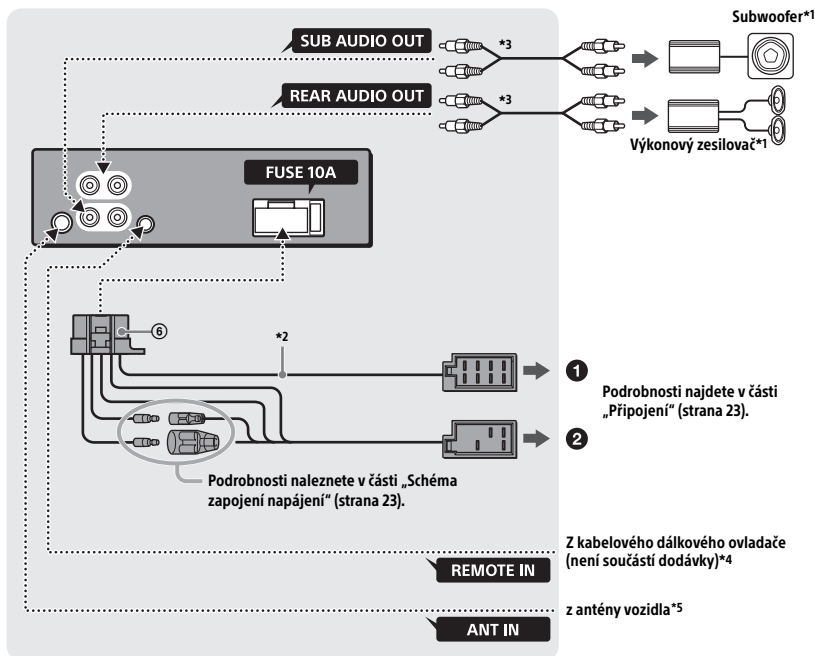 Subwoofer*1
SUB AUDIO OUT
*3
REAR AUDIO OUT
*3
Výkonový zesilovač*1
FUSE 10A
⑥
*2
❶
Podrobnosti najdete v části
„Připojení“ (strana 23).
❷
Podrobnosti naleznete v části „Schéma
zapojení napájení“ (strana 23).
Z kabelového dálkového ovladače
(není součástí dodávky)*4
REMOTE IN
z antény vozidla*5
ANT IN